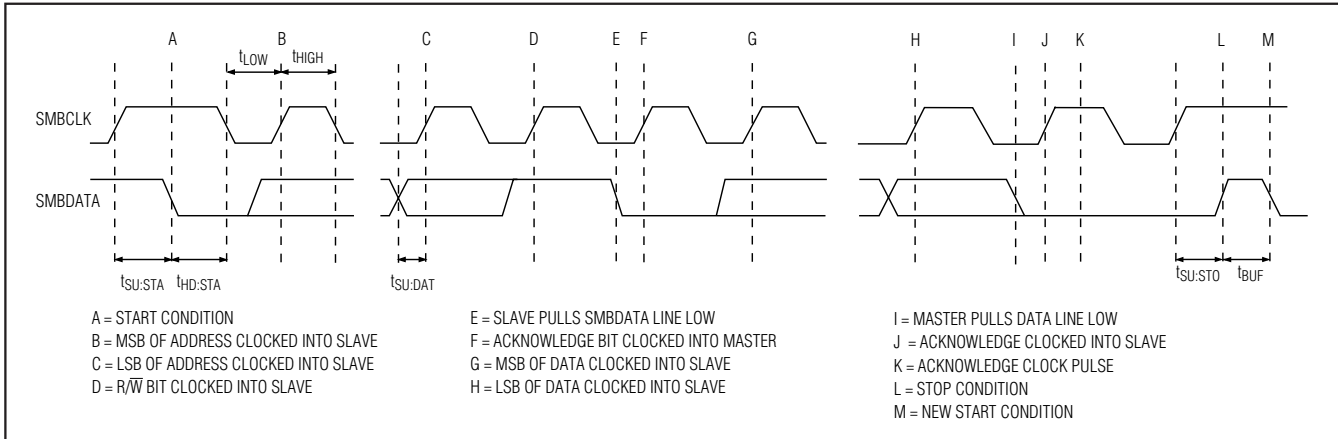 A B C D E F G H I J K L M
tLOW tHIGH
SMBCLK
SMBDATA
tSU:STA tHD:STA tSU:DAT tSU:STO tBUF
A = START CONDITION
B = MSB OF ADDRESS CLOCKED INTO SLAVE
C = LSB OF ADDRESS CLOCKED INTO SLAVE
D = R/W̅ BIT CLOCKED INTO SLAVE
E = SLAVE PULLS SMBDATA LINE LOW
F = ACKNOWLEDGE BIT CLOCKED INTO MASTER
G = MSB OF DATA CLOCKED INTO SLAVE
H = LSB OF DATA CLOCKED INTO SLAVE
I = MASTER PULLS DATA LINE LOW
J = ACKNOWLEDGE CLOCKED INTO SLAVE
K = ACKNOWLEDGE CLOCK PULSE
L = STOP CONDITION
M = NEW START CONDITION